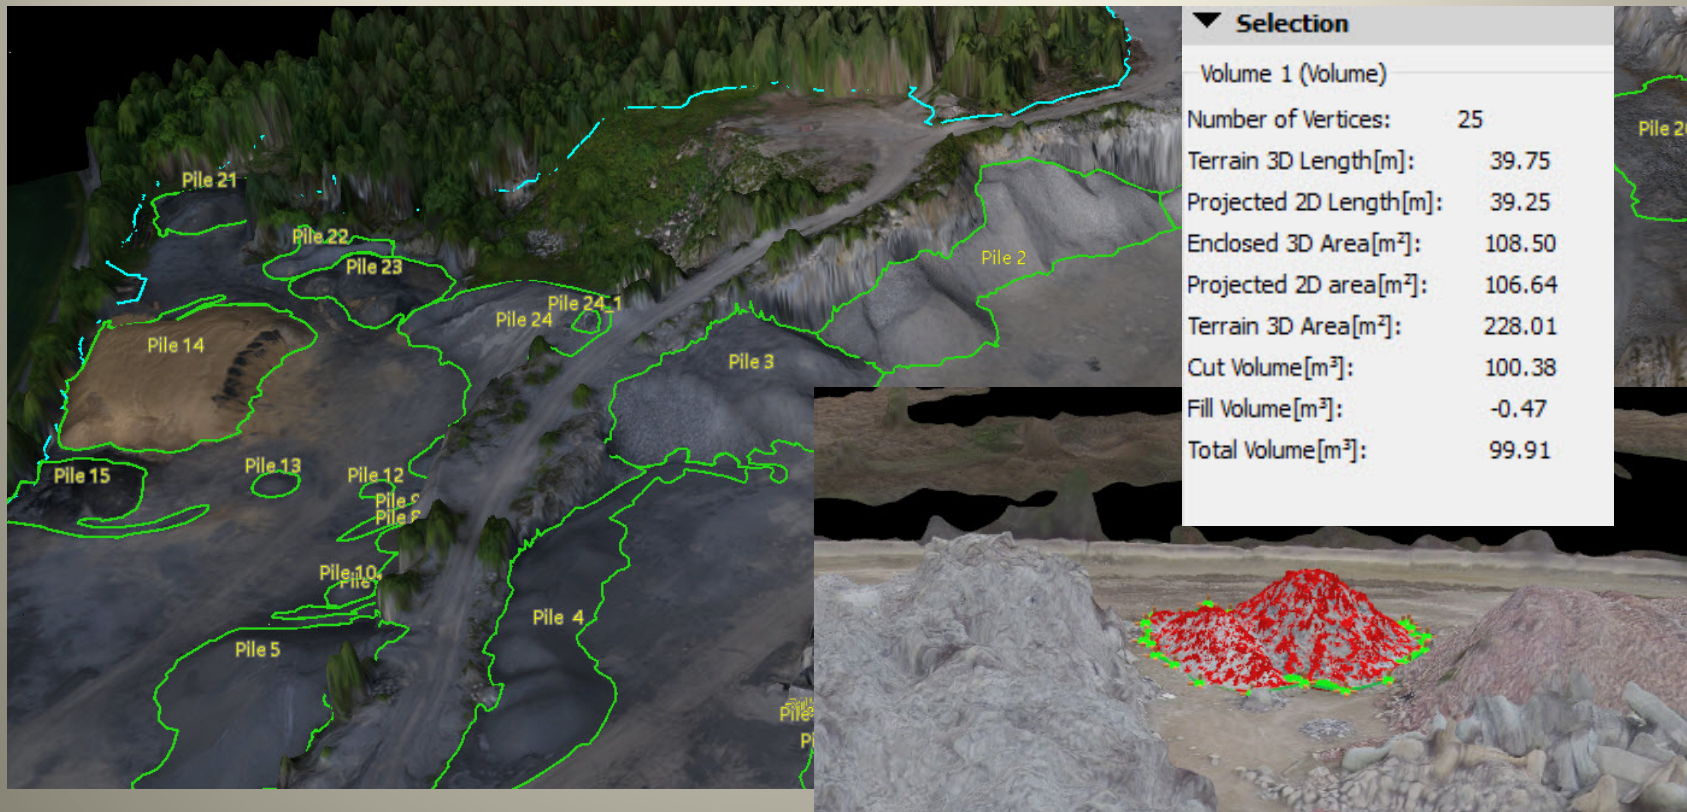 Selection
Volume 1 (Volume)
Number of Vertices: 25
Terrain 3D Length[m]: 39.75
Projected 2D Length[m]: 39.25
Enclosed 3D Area[m²]: 108.50
Projected 2D area[m²]: 106.64
Terrain 3D Area[m²]: 228.01
Cut Volume[m³]: 100.38
Fill Volume[m³]: -0.47
Total Volume[m³]: 99.91
Pile 21
Pile 22
Pile 23
Pile 2
Pile 24_1
Pile 24
Pile 14
Pile 3
Pile 13
Pile 12
Pile 15
Pile
Pile
Pile 10
Pile
Pile 4
Pile 5
Pile